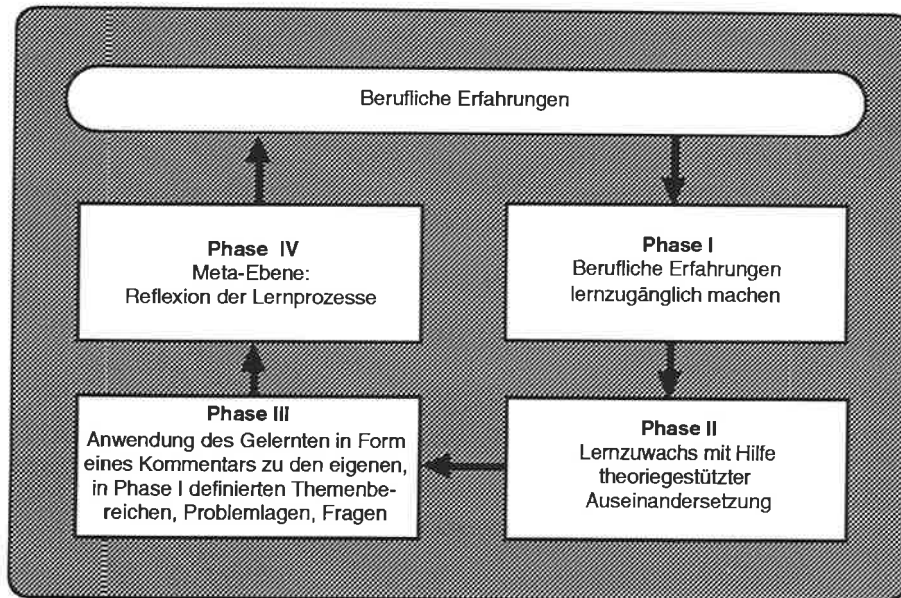 Berufliche Erfahrungen
Phase IV
Meta-Ebene:
Reflexion der Lernprozesse
Phase I
Berufliche Erfahrungen
lernzugänglich machen
Phase III
Anwendung des Gelernten in Form
eines Kommentars zu den eigenen,
in Phase I definierten Themenbe-
reichen, Problemlagen, Fragen
Phase II
Lernzuwachs mit Hilfe
theoriegestützter
Auseinandersetzung